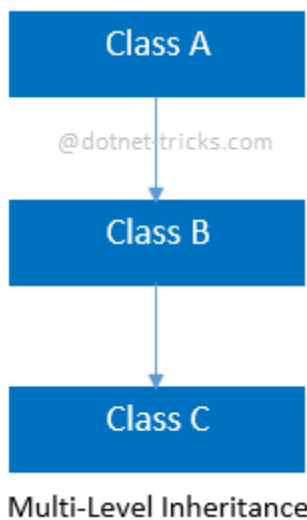 Class A
@dotnet-tricks.com
Class B
Class C
Multi-Level Inheritance